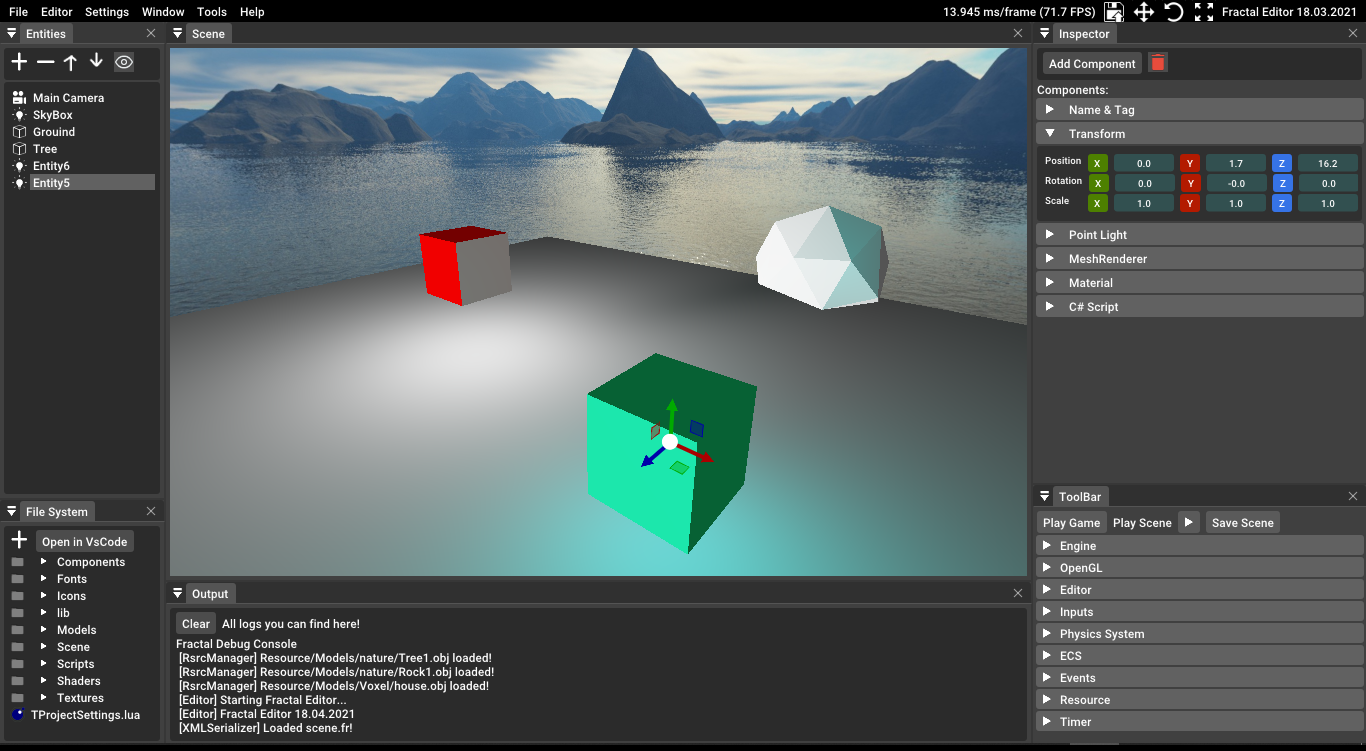 File Editor Settings Window Tools Help 13.945 ms/frame (71.7 FPS) Fractal Editor 18.03.2021
Entities
Main Camera
SkyBox
Ground
Tree
Entity6
Entity5
File System
Open in VsCode
Components
Fonts
Icons
lib
Models
Scene
Scripts
Shaders
Textures
TProjectSettings.lua
Scene
Output
Clear All logs you can find here!
Fractal Debug Console
[RsrcManager] Resource/Models/nature/Tree1.obj loaded!
[RsrcManager] Resource/Models/nature/Rock1.obj loaded!
[RsrcManager] Resource/Models/Voxel/house.obj loaded!
[Editor] Starting Fractal Editor...
[Editor] Fractal Editor 18.04.2021
[XMLSerializer] Loaded scene.fr!
Inspector
Add Component
Components:
Name & Tag
Transform
Position X 0.0 Y 1.7 Z 16.2
Rotation X 0.0 Y -0.0 Z 0.0
Scale X 1.0 Y 1.0 Z 1.0
Point Light
MeshRenderer
Material
C# Script
ToolBar
Play Game Play Scene Save Scene
Engine
OpenGL
Editor
Inputs
Physics System
ECS
Events
Resource
Timer